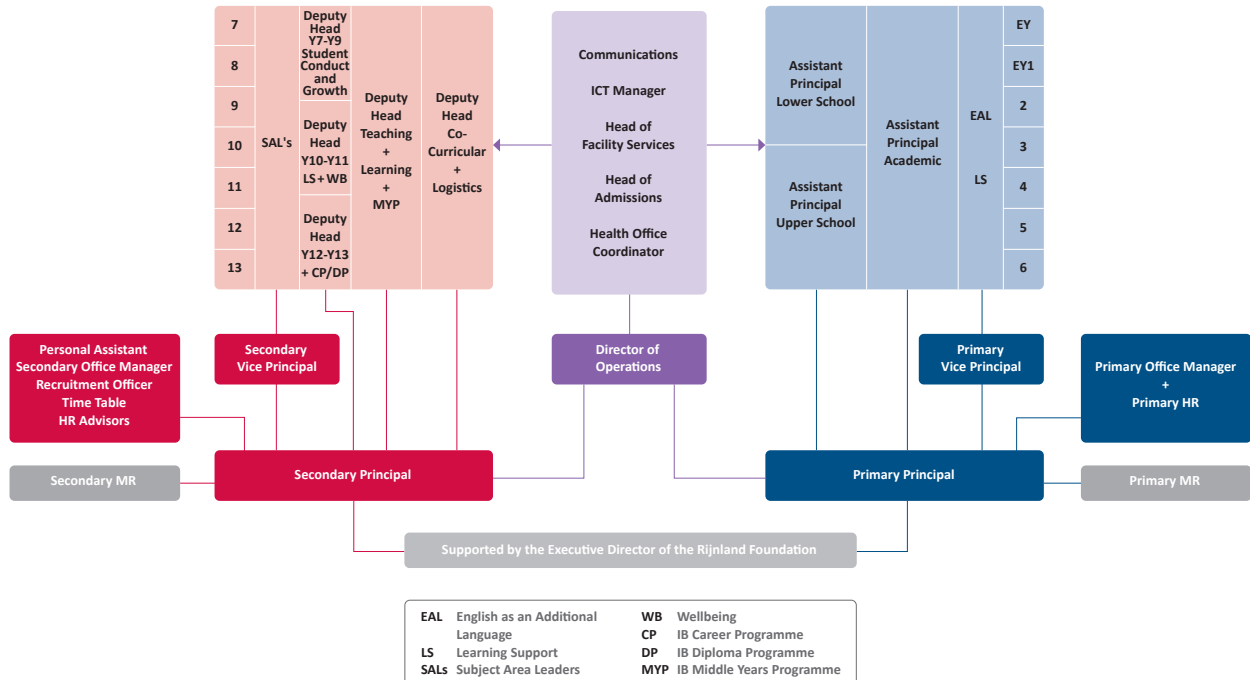 7
8
9
10
11
12
13
SAL's
Deputy
Head
Y7-Y9
Student
Conduct
and
Growth
Deputy
Head
Y10-Y11
LS + WB
Deputy
Head
Y12-Y13
+ CP/DP
Deputy
Head
Teaching
+
Learning
+
MYP
Deputy
Head
Co-
Curricular
+
Logistics
Communications
ICT Manager
Head of
Facility Services
Head of
Admissions
Health Office
Coordinator
Assistant
Principal
Lower School
Assistant
Principal
Upper School
Assistant
Principal
Academic
EAL
LS
EY
EY1
2
3
4
5
6
Personal Assistant
Secondary Office Manager
Recruitment Officer
Time Table
HR Advisors
Secondary
Vice Principal
Director of
Operations
Primary
Vice Principal
Primary Office Manager
+
Primary HR
Secondary MR
Secondary Principal
Primary Principal
Primary MR
Supported by the Executive Director of the Rijnland Foundation
EAL English as an Additional
Language
LS Learning Support
SALs Subject Area Leaders
WB Wellbeing
CP IB Career Programme
DP IB Diploma Programme
MYP IB Middle Years Programme